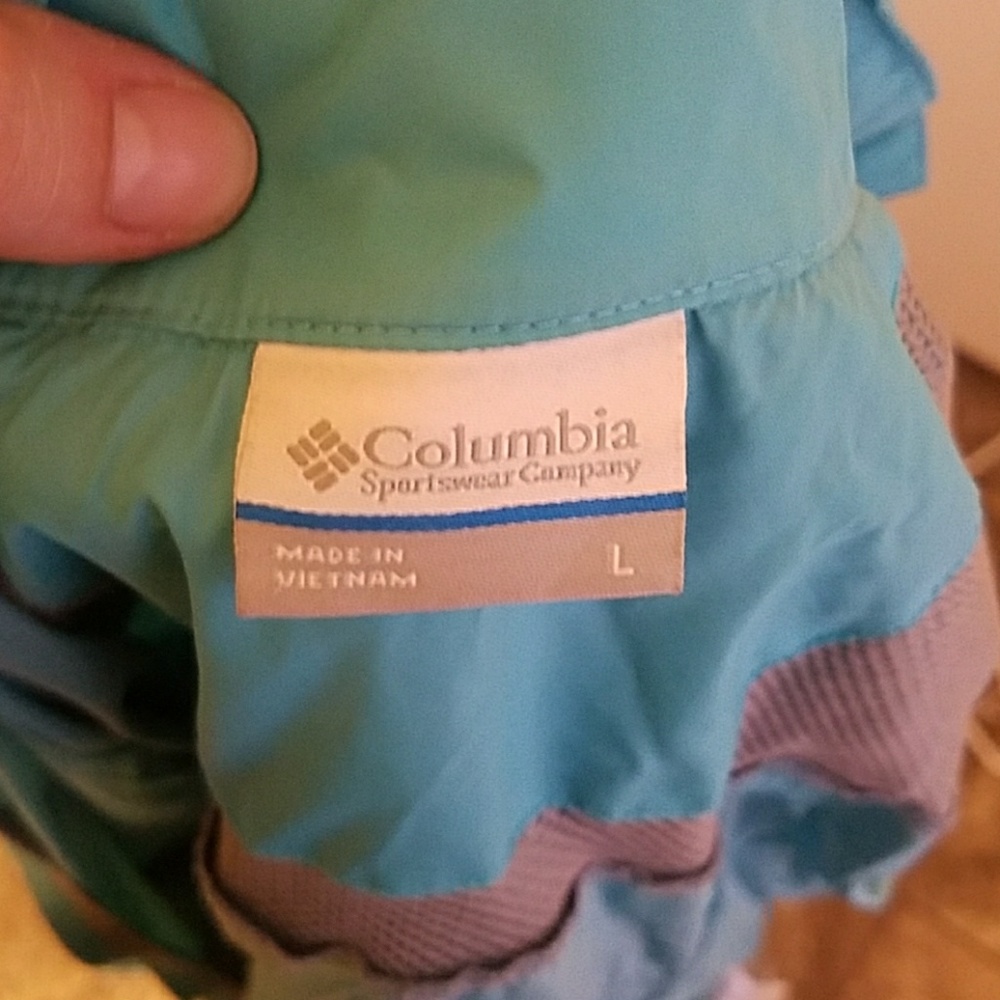 Columbia
Sportswear Company
MADE IN
VIETNAM
L